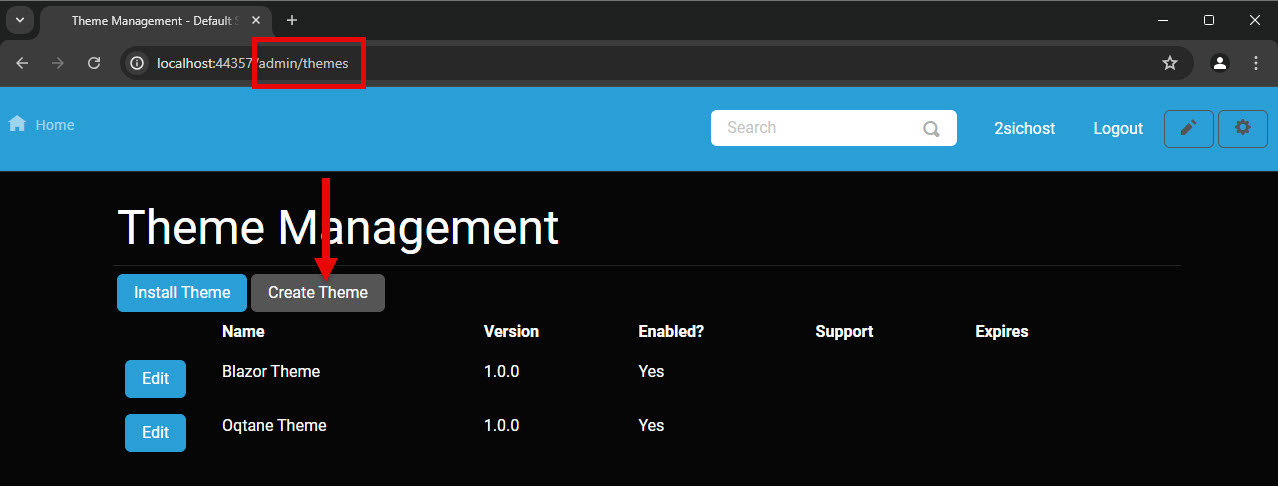 Theme Management - Default S
localhost:44357/admin/themes
Home
Search
2sichost
Logout
Theme Management
Install Theme
Create Theme
Name Version Enabled? Support Expires
Edit Blazor Theme 1.0.0 Yes
Edit Oqtane Theme 1.0.0 Yes